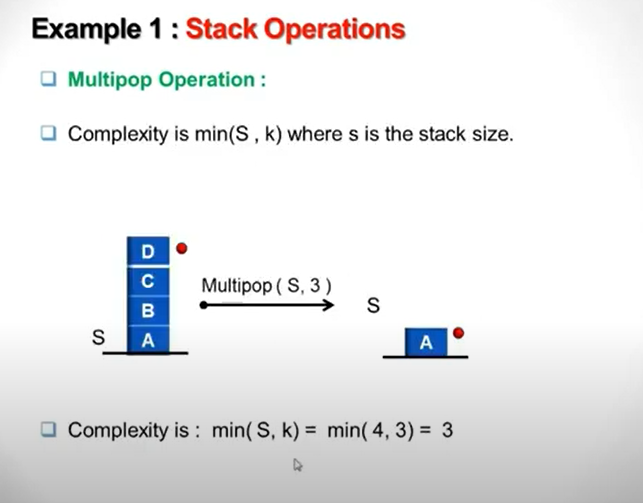 Example 1 : Stack Operations
Multipop Operation :
Complexity is min(S , k) where s is the stack size.
D
C
B
S A
Multipop ( S, 3 )
S
A
Complexity is : min( S, k) = min( 4, 3) = 3